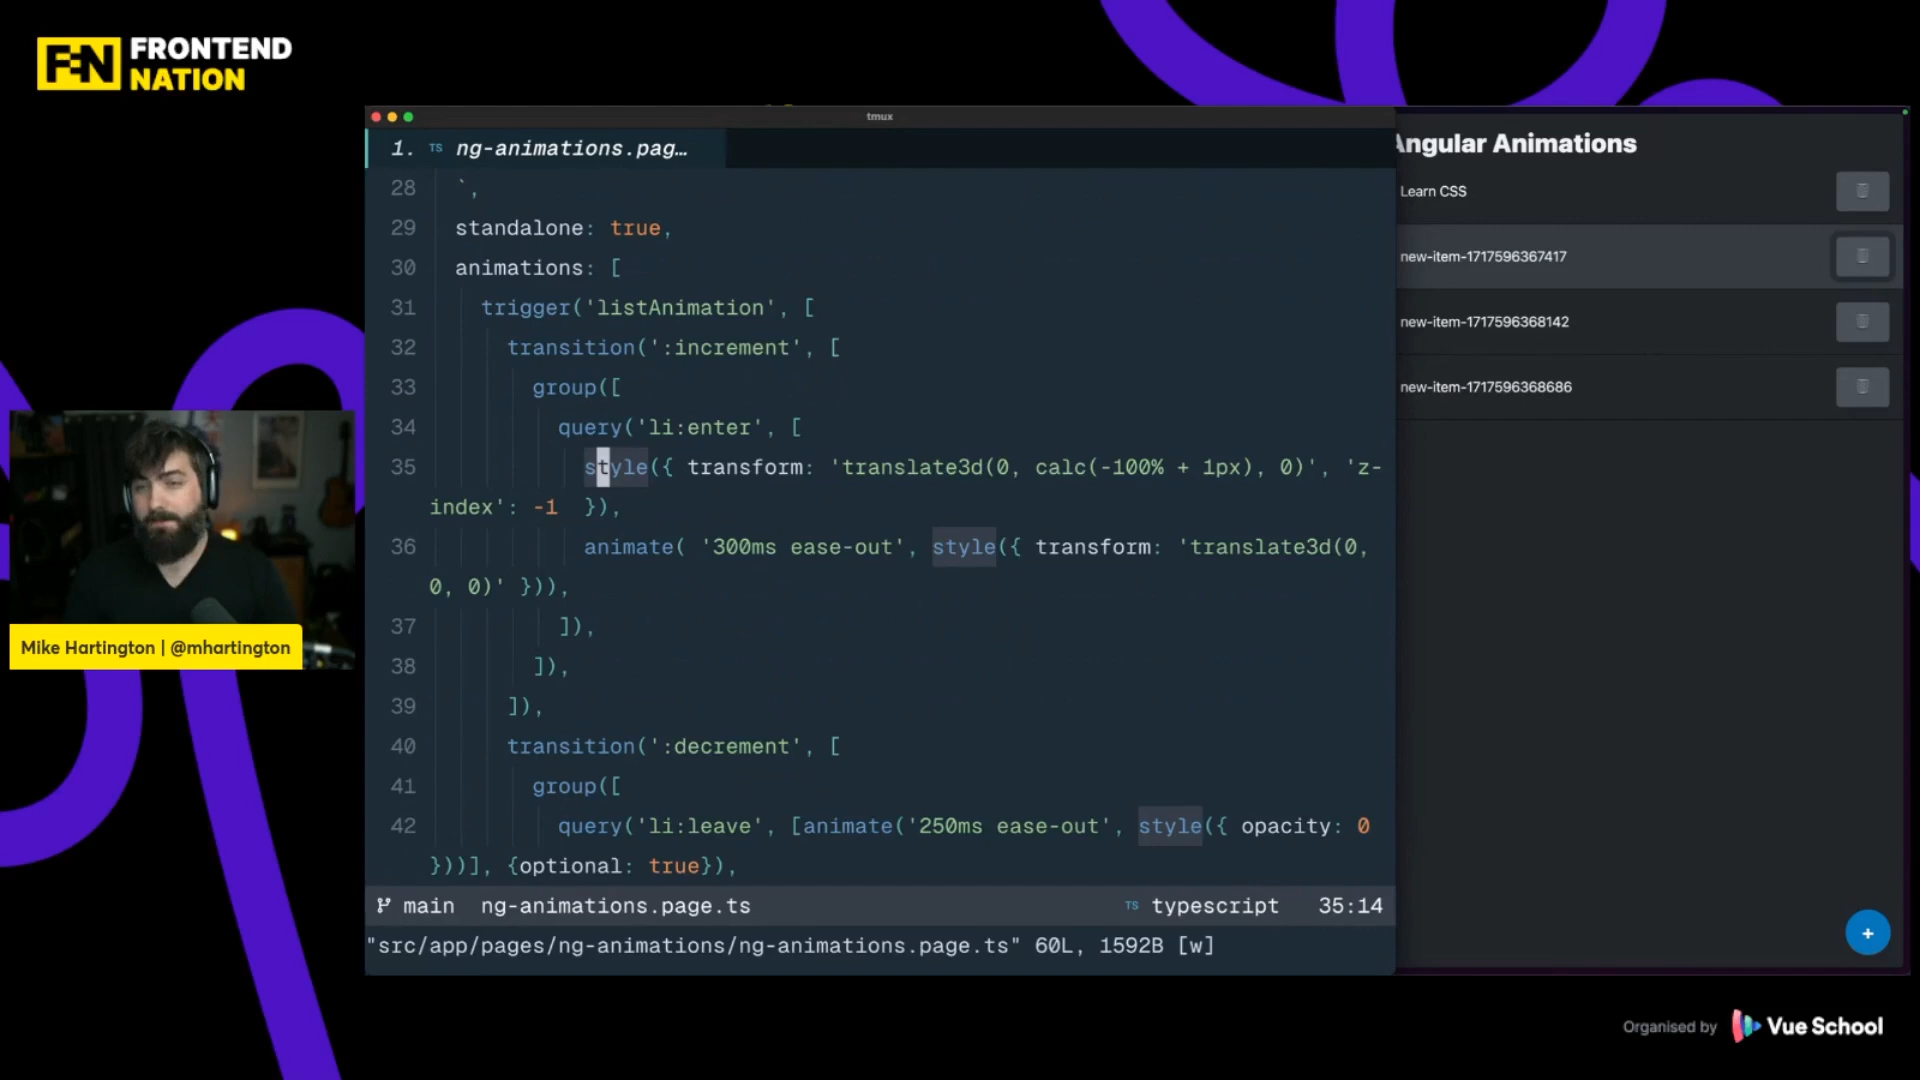 FEN FRONTEND
NATION
tmux
1. TS ng-animations.pag…
28 `,
29 standalone: true,
30 animations: [
31 trigger('listAnimation', [
32 transition(':increment', [
33 group([
34 query('li:enter', [
35 style({ transform: 'translate3d(0, calc(-100% + 1px), 0)', 'z-
index': -1 }),
36 animate( '300ms ease-out', style({ transform: 'translate3d(0,
0, 0)' })),
37 ]),
38 ]),
39 ]),
40 transition(':decrement', [
41 group([
42 query('li:leave', [animate('250ms ease-out', style({ opacity: 0
}))], {optional: true}),
main ng-animations.page.ts TS typescript 35:14
"src/app/pages/ng-animations/ng-animations.page.ts" 60L, 1592B [w]
Angular Animations
Learn CSS
new-item-1717596367417
new-item-1717596368142
new-item-1717596368686
+
Mike Hartington | @mhartington
Organised by Vue School